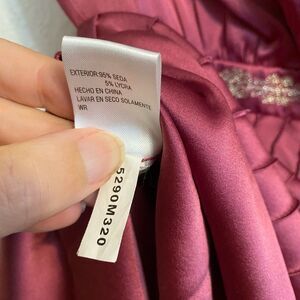 EXTERIOR:95% SEDA
5% LYCRA
HECHO EN CHINA
LAVAR EN SECO SOLAMENTE
WR
5290M320